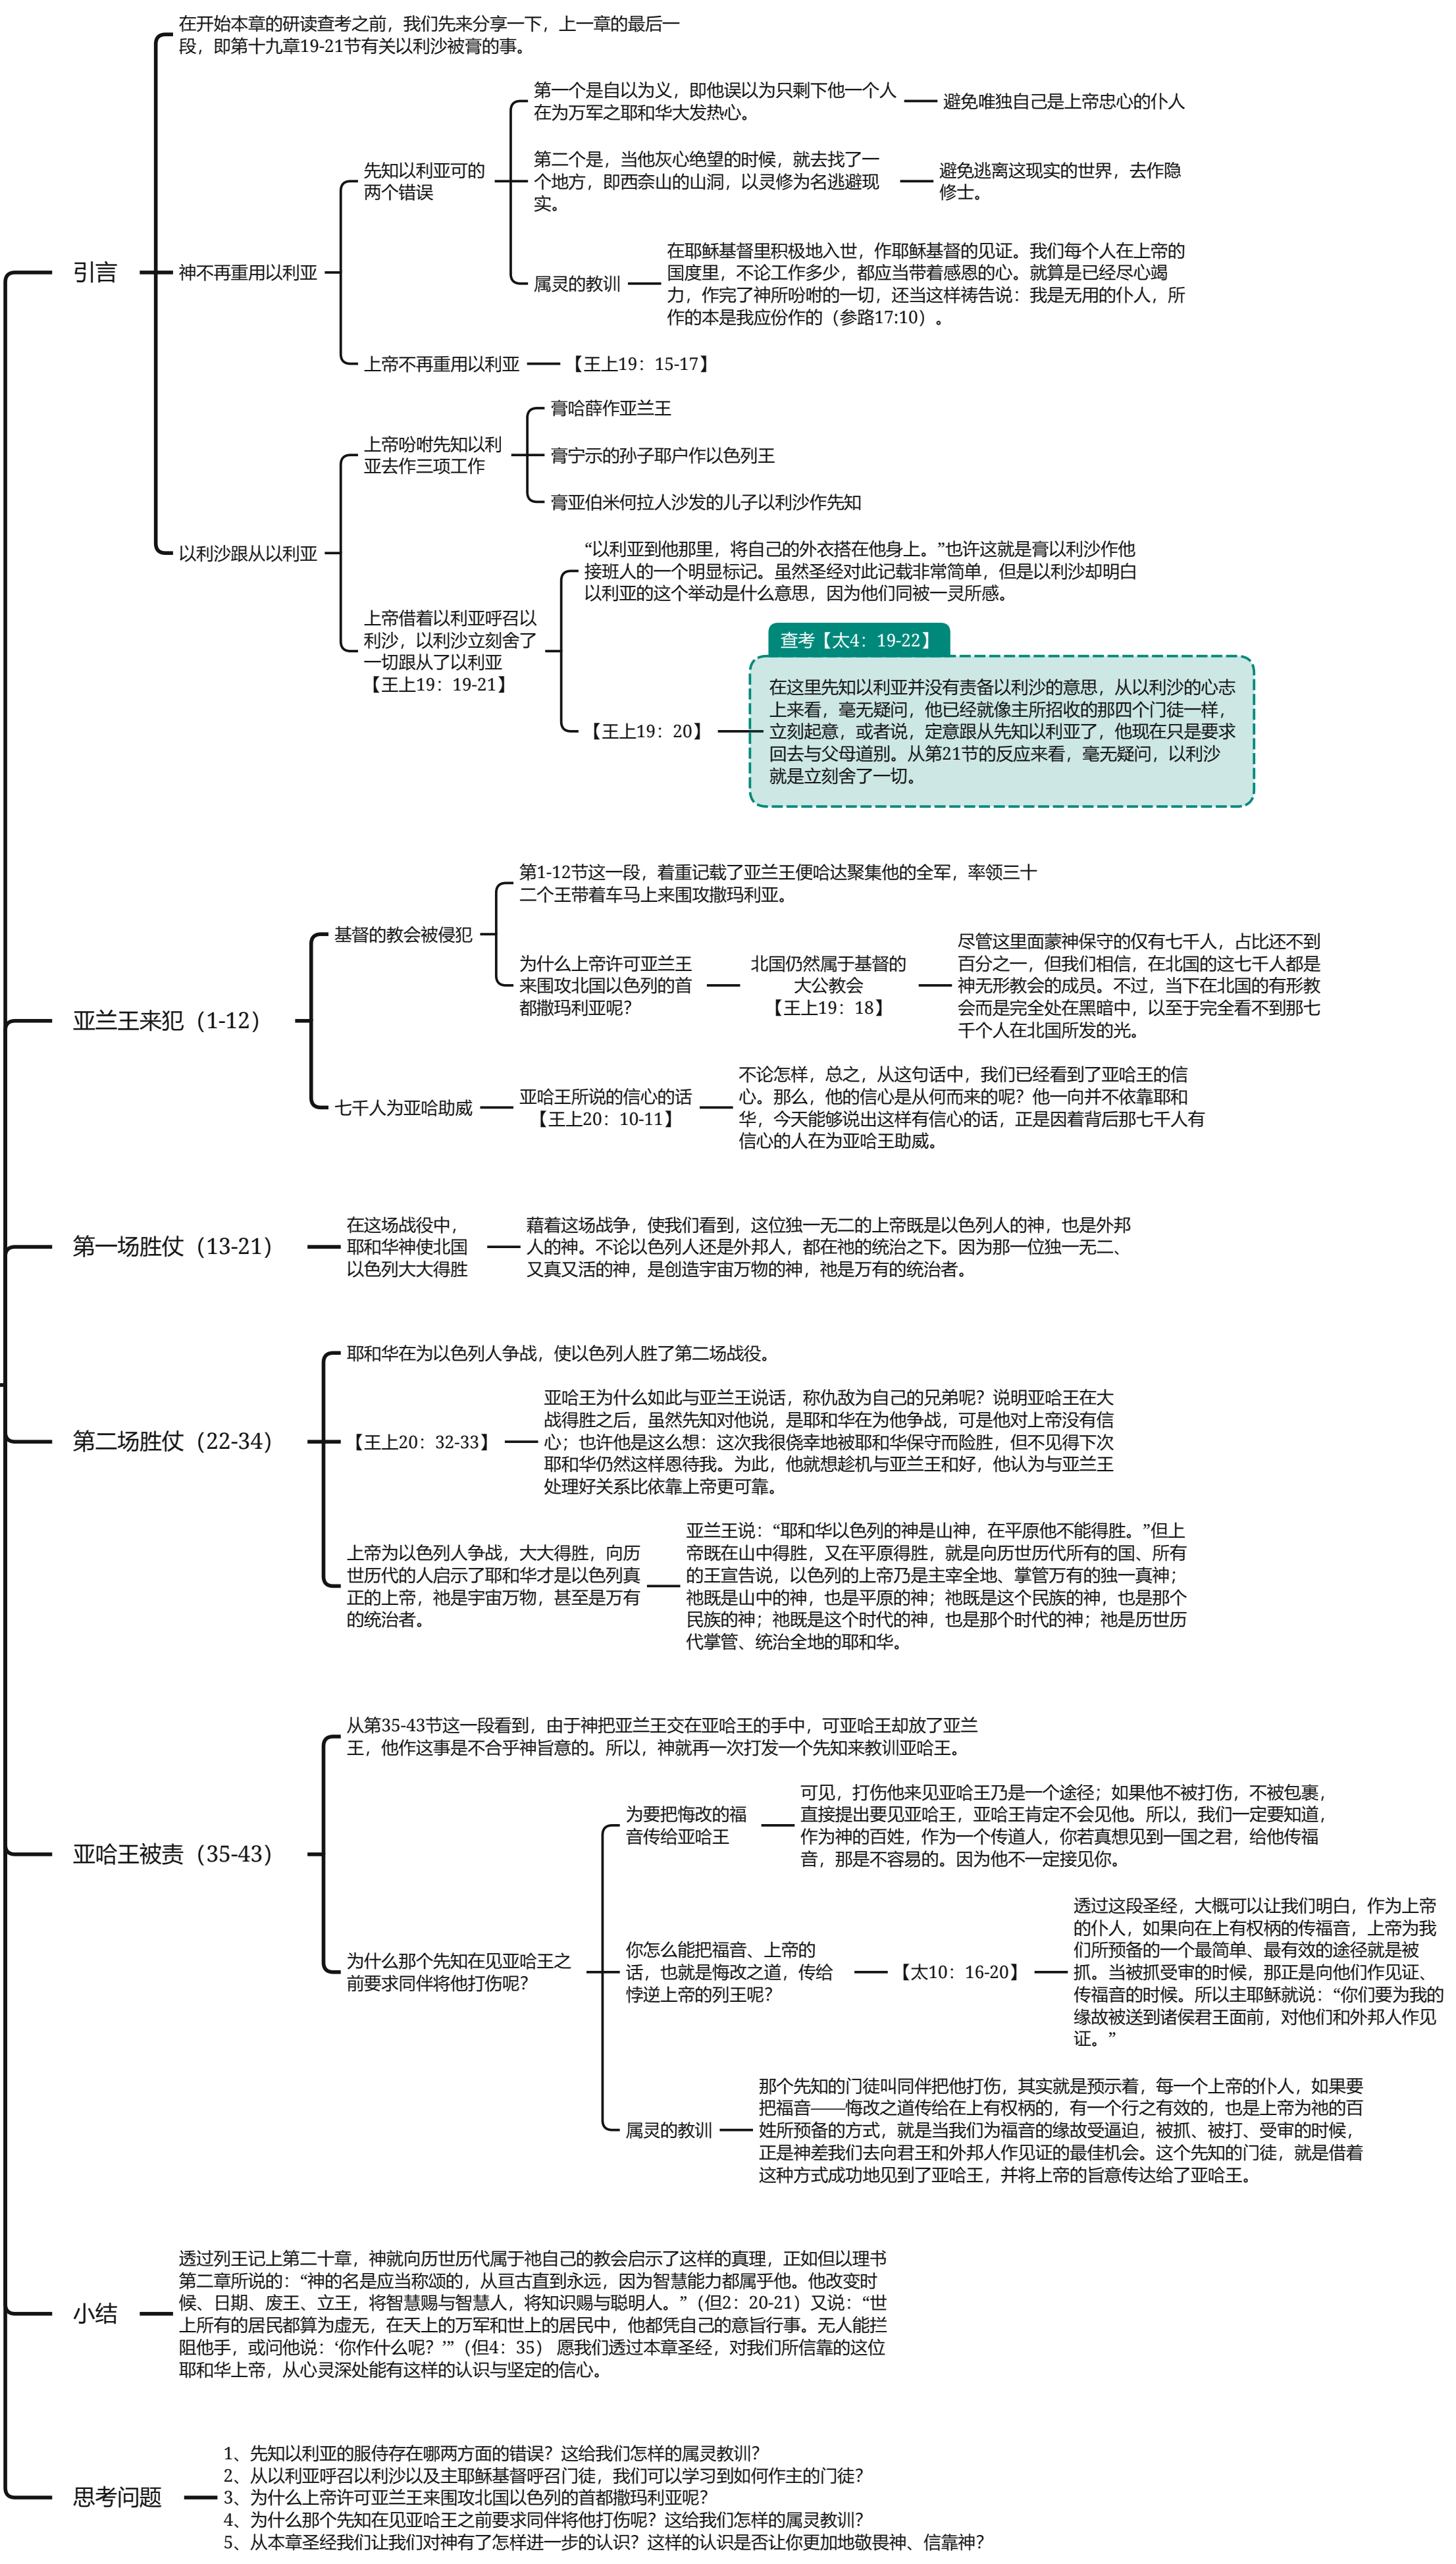 引言
在开始本章的研读查考之前，我们先来分享一下，上一章的最后一
段，即第十九章19-21节有关以利沙被膏的事。
神不再重用以利亚
先知以利亚可的
两个错误
第一个是自以为义，即他误以为只剩下他一个人
在为万军之耶和华大发热心。
避免唯独自己是上帝忠心的仆人
第二个是，当他灰心绝望的时候，就去找了一
个地方，即西奈山的山洞，以灵修为名逃避现
实。
避免逃离这现实的世界，去作隐
修士。
属灵的教训
在耶稣基督里积极地入世，作耶稣基督的见证。我们每个人在上帝的
国度里，不论工作多少，都应当带着感恩的心。就算是已经尽心竭
力，作完了神所吩咐的一切，还当这样祷告说：我是无用的仆人，所
作的本是我应份作的（参路17:10）。
上帝不再重用以利亚
【王上19：15-17】
以利沙跟从以利亚
上帝吩咐先知以利
亚去作三项工作
膏哈薛作亚兰王
膏宁示的孙子耶户作以色列王
膏亚伯米何拉人沙发的儿子以利沙作先知
上帝借着以利亚呼召以
利沙，以利沙立刻舍了
一切跟从了以利亚
【王上19：19-21】
“以利亚到他那里，将自己的外衣搭在他身上。”也许这就是膏以利沙作他
接班人的一个明显标记。虽然圣经对此记载非常简单，但是以利沙却明白
以利亚的这个举动是什么意思，因为他们同被一灵所感。
【王上19：20】
查考【太4：19-22】
在这里先知以利亚并没有责备以利沙的意思，从以利沙的心志
上来看，毫无疑问，他已经就像主所招收的那四个门徒一样，
立刻起意，或者说，定意跟从先知以利亚了，他现在只是要求
回去与父母道别。从第21节的反应来看，毫无疑问，以利沙
就是立刻舍了一切。
亚兰王来犯（1-12）
基督的教会被侵犯
第1-12节这一段，着重记载了亚兰王便哈达聚集他的全军，率领三十
二个王带着车马上来围攻撒玛利亚。
为什么上帝许可亚兰王
来围攻北国以色列的首
都撒玛利亚呢？
北国仍然属于基督的
大公教会
【王上19：18】
尽管这里面蒙神保守的仅有七千人，占比还不到
百分之一，但我们相信，在北国的这七千人都是
神无形教会的成员。不过，当下在北国的有形教
会而是完全处在黑暗中，以至于完全看不到那七
千个人在北国所发的光。
七千人为亚哈助威
亚哈王所说的信心的话
【王上20：10-11】
不论怎样，总之，从这句话中，我们已经看到了亚哈王的信
心。那么，他的信心是从何而来的呢？他一向并不依靠耶和
华，今天能够说出这样有信心的话，正是因着背后那七千人有
信心的人在为亚哈王助威。
第一场胜仗（13-21）
在这场战役中，
耶和华神使北国
以色列大大得胜
藉着这场战争，使我们看到，这位独一无二的上帝既是以色列人的神，也是外邦
人的神。不论以色列人还是外邦人，都在祂的统治之下。因为那一位独一无二、
又真又活的神，是创造宇宙万物的神，祂是万有的统治者。
第二场胜仗（22-34）
耶和华在为以色列人争战，使以色列人胜了第二场战役。
【王上20：32-33】
亚哈王为什么如此与亚兰王说话，称仇敌为自己的兄弟呢？说明亚哈王在大
战得胜之后，虽然先知对他说，是耶和华在为他争战，可是他对上帝没有信
心；也许他是这么想：这次我很侥幸地被耶和华保守而险胜，但不见得下次
耶和华仍然这样恩待我。为此，他就想趁机与亚兰王和好，他认为与亚兰王
处理好关系比依靠上帝更可靠。
上帝为以色列人争战，大大得胜，向历
世历代的人启示了耶和华才是以色列真
正的上帝，祂是宇宙万物，甚至是万有
的统治者。
亚兰王说：“耶和华以色列的神是山神，在平原他不能得胜。”但上
帝既在山中得胜，又在平原得胜，就是向历世历代所有的国、所有
的王宣告说，以色列的上帝乃是主宰全地、掌管万有的独一真神；
祂既是山中的神，也是平原的神；祂既是这个民族的神，也是那个
民族的神；祂既是这个时代的神，也是那个时代的神；祂是历世历
代掌管、统治全地的耶和华。
亚哈王被责（35-43）
从第35-43节这一段看到，由于神把亚兰王交在亚哈王的手中，可亚哈王却放了亚兰
王，他作这事是不合乎神旨意的。所以，神就再一次打发一个先知来教训亚哈王。
为什么那个先知在见亚哈王之
前要求同伴将他打伤呢？
为要把悔改的福
音传给亚哈王
可见，打伤他来见亚哈王乃是一个途径；如果他不被打伤，不被包裹，
直接提出要见亚哈王，亚哈王肯定不会见他。所以，我们一定要知道，
作为神的百姓，作为一个传道人，你若真想见到一国之君，给他传福
音，那是不容易的。因为他不一定接见你。
你怎么能把福音、上帝的
话，也就是悔改之道，传给
悖逆上帝的列王呢？
【太10：16-20】
透过这段圣经，大概可以让我们明白，作为上帝
的仆人，如果向在上有权柄的传福音，上帝为我
们所预备的一个最简单、最有效的途径就是被
抓。当被抓受审的时候，那正是向他们作见证、
传福音的时候。所以主耶稣就说：“你们要为我的
缘故被送到诸侯君王面前，对他们和外邦人作见
证。”
属灵的教训
那个先知的门徒叫同伴把他打伤，其实就是预示着，每一个上帝的仆人，如果要
把福音——悔改之道传给在上有权柄的，有一个行之有效的，也是上帝为祂的百
姓所预备的方式，就是当我们为福音的缘故受逼迫，被抓、被打、受审的时候，
正是神差我们去向君王和外邦人作见证的最佳机会。这个先知的门徒，就是借着
这种方式成功地见到了亚哈王，并将上帝的旨意传达给了亚哈王。
小结
透过列王记上第二十章，神就向历世历代属于祂自己的教会启示了这样的真理，正如但以理书
第二章所说的：“神的名是应当称颂的，从亘古直到永远，因为智慧能力都属乎他。他改变时
候、日期、废王、立王，将智慧赐与智慧人，将知识赐与聪明人。”（但2：20-21）又说：“世
上所有的居民都算为虚无，在天上的万军和世上的居民中，他都凭自己的意旨行事。无人能拦
阻他手，或问他说：‘你作什么呢？’”（但4：35） 愿我们透过本章圣经，对我们所信靠的这位
耶和华上帝，从心灵深处能有这样的认识与坚定的信心。
思考问题
1、先知以利亚的服侍存在哪两方面的错误？这给我们怎样的属灵教训？
2、从以利亚呼召以利沙以及主耶稣基督呼召门徒，我们可以学习到如何作主的门徒？
3、为什么上帝许可亚兰王来围攻北国以色列的首都撒玛利亚呢？
4、为什么那个先知在见亚哈王之前要求同伴将他打伤呢？这给我们怎样的属灵教训？
5、从本章圣经我们让我们对神有了怎样进一步的认识？这样的认识是否让你更加地敬畏神、信靠神？